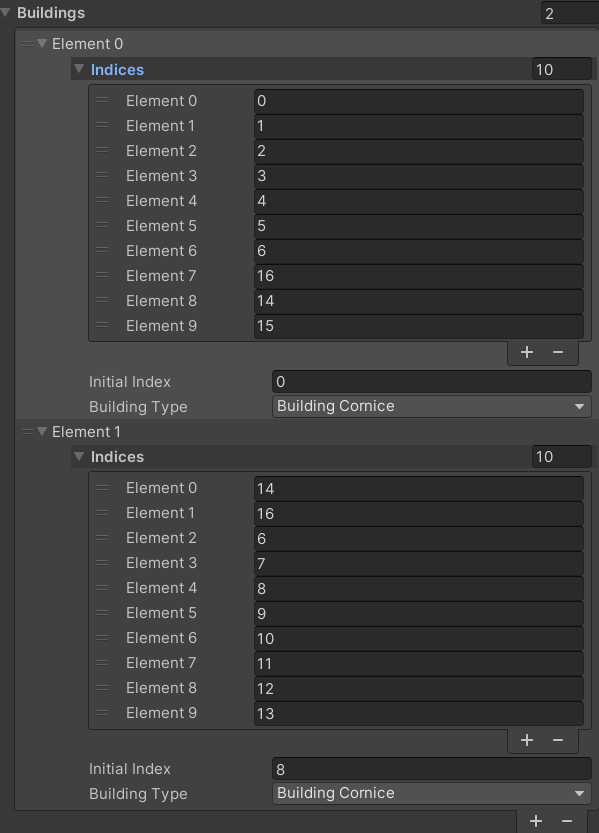 Buildings 2
Element 0
Indices 10
Element 0 0
Element 1 1
Element 2 2
Element 3 3
Element 4 4
Element 5 5
Element 6 6
Element 7 16
Element 8 14
Element 9 15
+ −
Initial Index 0
Building Type Building Cornice
Element 1
Indices 10
Element 0 14
Element 1 16
Element 2 6
Element 3 7
Element 4 8
Element 5 9
Element 6 10
Element 7 11
Element 8 12
Element 9 13
+ −
Initial Index 8
Building Type Building Cornice
+ −